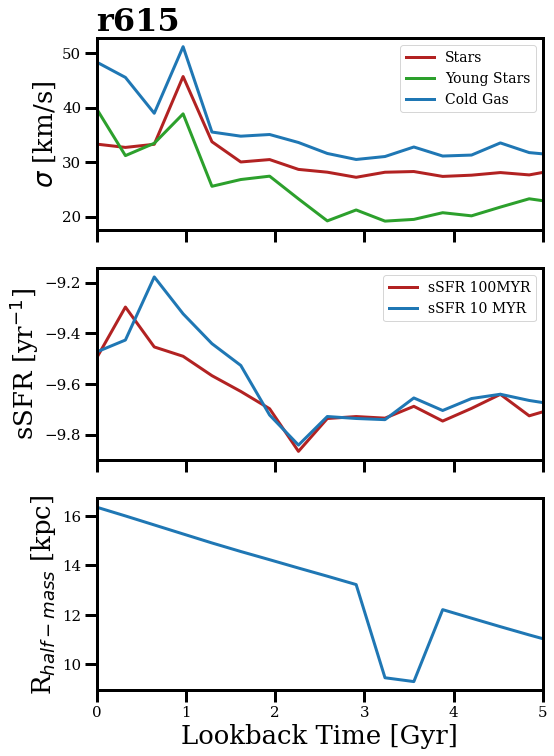 r615
σ [km/s]
50
40
30
20
Stars
Young Stars
Cold Gas
sSFR [yr⁻¹]
−9.2
−9.4
−9.6
−9.8
sSFR 100MYR
sSFR 10 MYR
R_{half−mass} [kpc]
16
14
12
10
0 1 2 3 4 5
Lookback Time [Gyr]